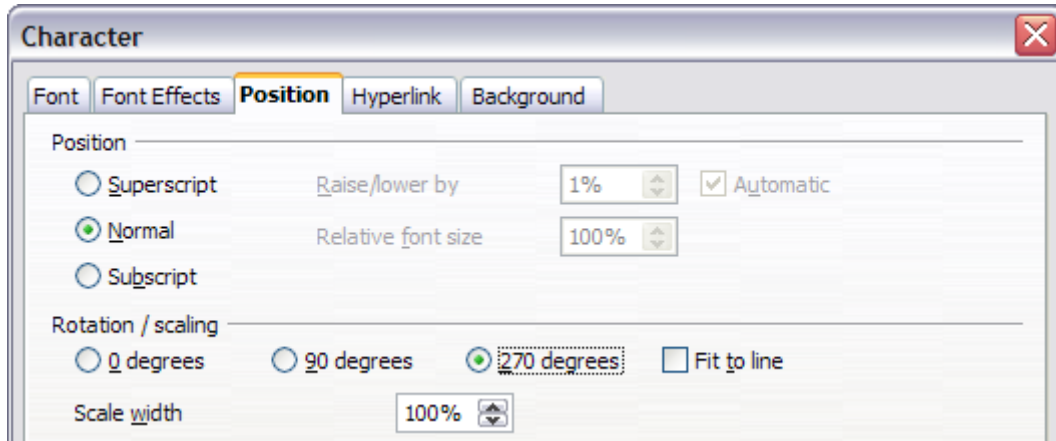 Character
Font Font Effects Position Hyperlink Background
Position
Superscript Raise/lower by 1% Automatic
Normal Relative font size 100%
Subscript
Rotation / scaling
0 degrees 90 degrees 270 degrees Fit to line
Scale width 100%